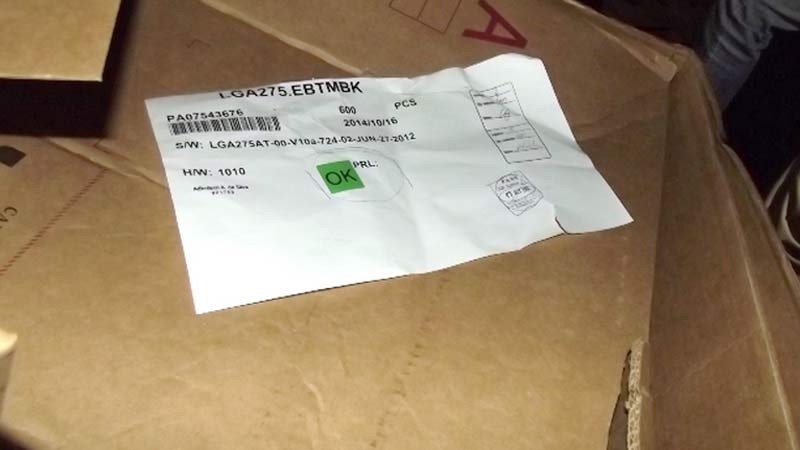 LGA275.EBTMBK
PA07543676
600 PCS
2014/10/16
S/W: LGA275AT-00-V10a-724-02-JUN-27-2012
H/W: 1010
PRL:
OK
A